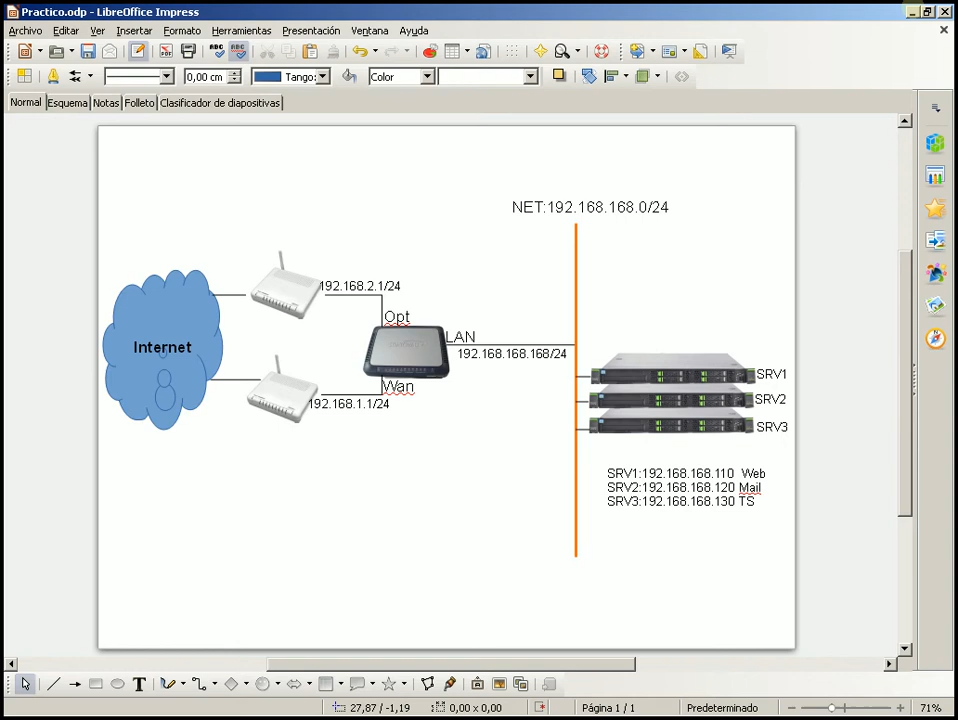 Practico.odp - LibreOffice Impress
Archivo Editar Ver Insertar Formato Herramientas Presentación Ventana Ayuda
0,00 cm Tango: Color
Normal Esquema Notas Folleto Clasificador de diapositivas
NET:192.168.168.0/24
192.168.2.1/24
Opt
LAN
192.168.168.168/24
Internet
Wan
192.168.1.1/24
SRV1
SRV2
SRV3
SRV1:192.168.168.110 Web
SRV2:192.168.168.120 Mail
SRV3:192.168.168.130 TS
27,87 / -1,19 0,00 x 0,00 Página 1 / 1 Predeterminado 71%